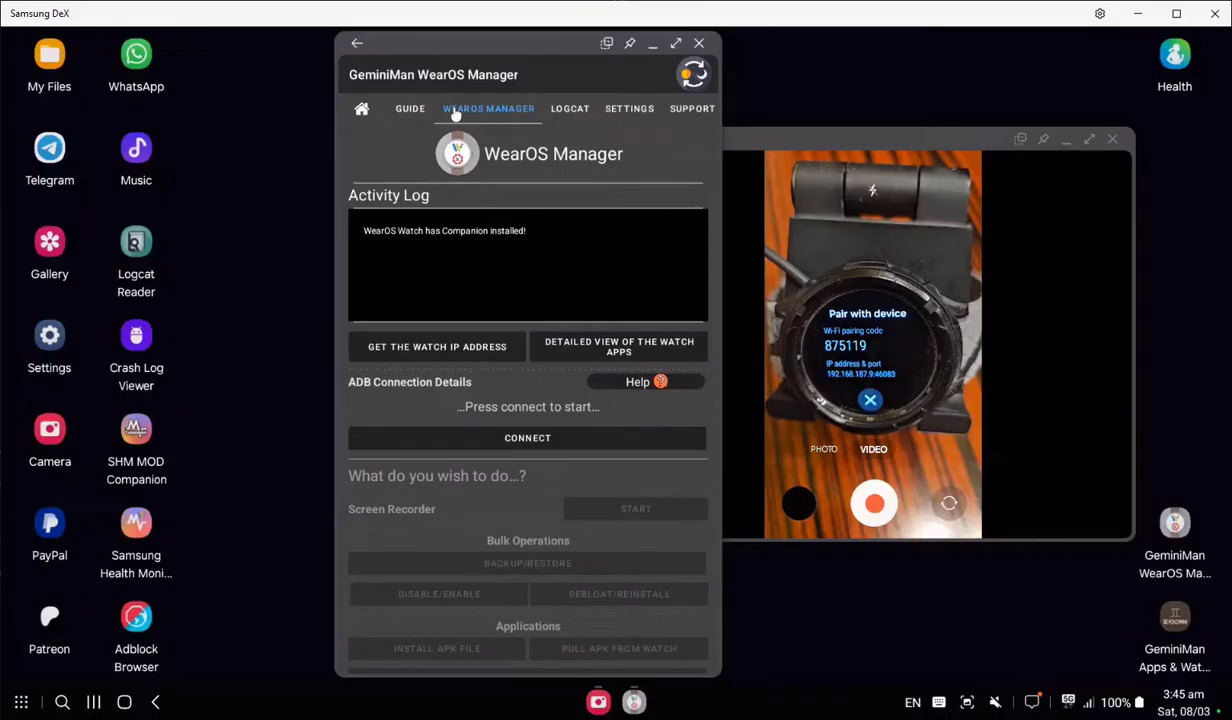 Samsung DeX
My Files
WhatsApp
Telegram
Music
Gallery
Logcat
Reader
Settings
Crash Log
Viewer
Camera
SHM MOD
Companion
PayPal
Samsung
Health Moni...
Patreon
Adblock
Browser
GeminiMan WearOS Manager
GUIDE
WEAROS MANAGER
LOGCAT
SETTINGS
SUPPORT
WearOS Manager
Activity Log
WearOS Watch has Companion installed!
GET THE WATCH IP ADDRESS
DETAILED VIEW OF THE WATCH
APPS
ADB Connection Details
Help
...Press connect to start...
CONNECT
What do you wish to do...?
Screen Recorder
START
Bulk Operations
BACKUP/RESTORE
DISABLE/ENABLE
DEBLOAT/REINSTALL
Applications
INSTALL APK FILE
PULL APK FROM WATCH
Pair with device
Wi-Fi pairing code
875119
IP address & port
192.168.187.9:46083
PHOTO
VIDEO
Health
GeminiMan
WearOS Ma...
GeminiMan
Apps & Wat...
EN
5G
100%
3:45 am
Sat, 08/03